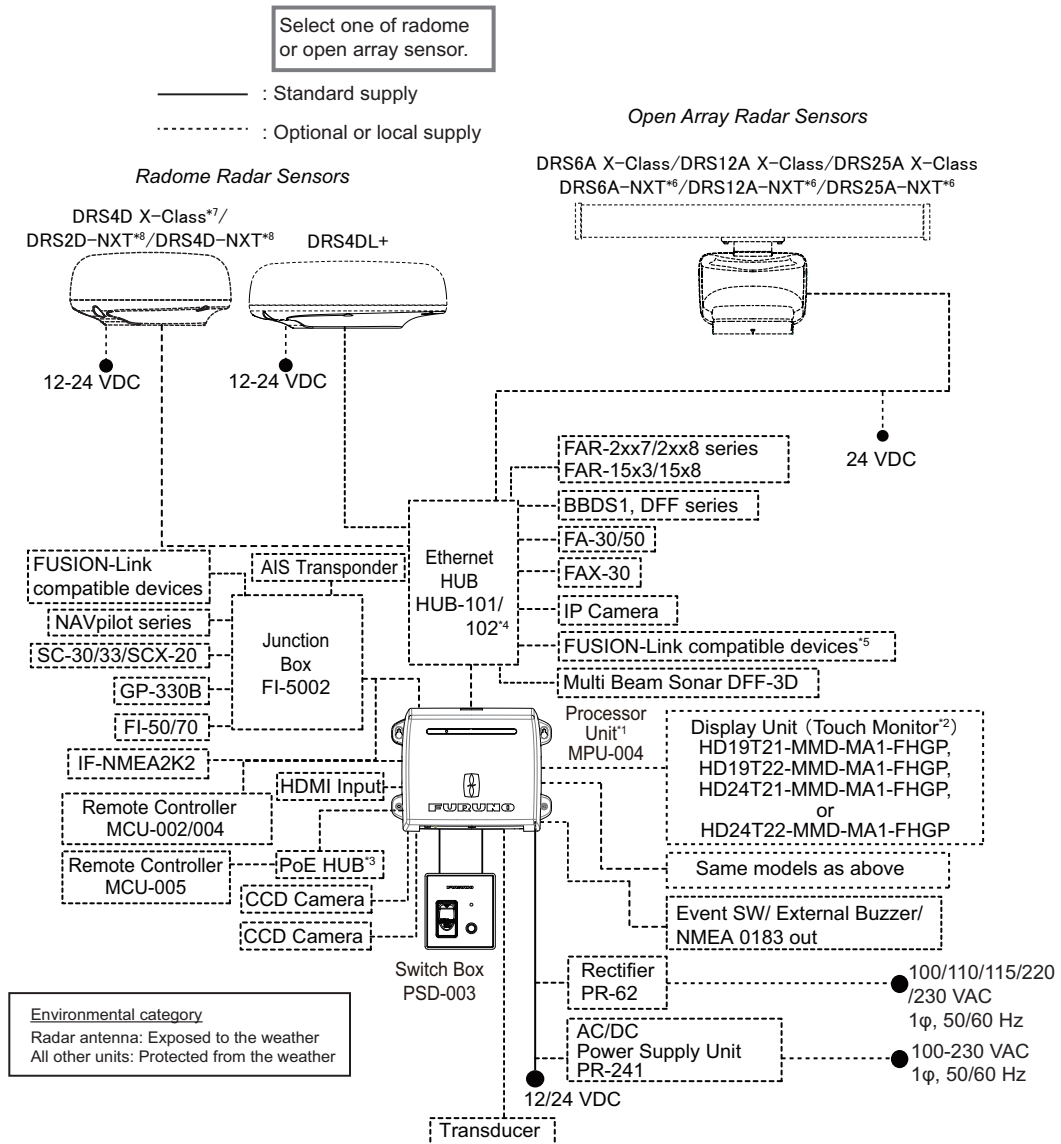 Select one of radome
or open array sensor.
: Standard supply
: Optional or local supply
Open Array Radar Sensors
DRS6A X-Class/DRS12A X-Class/DRS25A X-Class
DRS6A-NXT*6/DRS12A-NXT*6/DRS25A-NXT*6
Radome Radar Sensors
DRS4D X-Class*7/
DRS2D-NXT*8/DRS4D-NXT*8
DRS4DL+
12-24 VDC
12-24 VDC
24 VDC
FAR-2xx7/2xx8 series
FAR-15x3/15x8
BBDS1, DFF series
FA-30/50
FAX-30
IP Camera
FUSION-Link compatible devices*5
Multi Beam Sonar DFF-3D
Ethernet
HUB
HUB-101/
102*4
FUSION-Link
compatible devices
AIS Transponder
NAVpilot series
SC-30/33/SCX-20
GP-330B
FI-50/70
Junction
Box
FI-5002
IF-NMEA2K2
Remote Controller
MCU-002/004
Remote Controller
MCU-005
HDMI Input
PoE HUB*3
CCD Camera
CCD Camera
Processor
Unit*1
MPU-004
FURUNO
Display Unit (Touch Monitor*2)
HD19T21-MMD-MA1-FHGP,
HD19T22-MMD-MA1-FHGP,
HD24T21-MMD-MA1-FHGP,
or
HD24T22-MMD-MA1-FHGP
Same models as above
Event SW/ External Buzzer/
NMEA 0183 out
Switch Box
PSD-003
Rectifier
PR-62
100/110/115/220
/230 VAC
1φ, 50/60 Hz
AC/DC
Power Supply Unit
PR-241
100-230 VAC
1φ, 50/60 Hz
12/24 VDC
Transducer
Environmental category
Radar antenna: Exposed to the weather
All other units: Protected from the weather